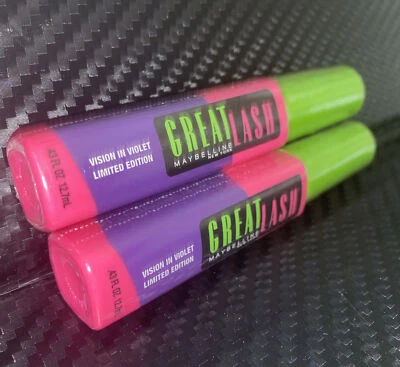 GREAT LASH
MAYBELLINE
NEW YORK
VISION IN VIOLET
LIMITED EDITION
.43 FL OZ 12.7mL
GREAT LASH
MAYBELLINE
NEW YORK
VISION IN VIOLET
LIMITED EDITION
.43 FL OZ 12.7m